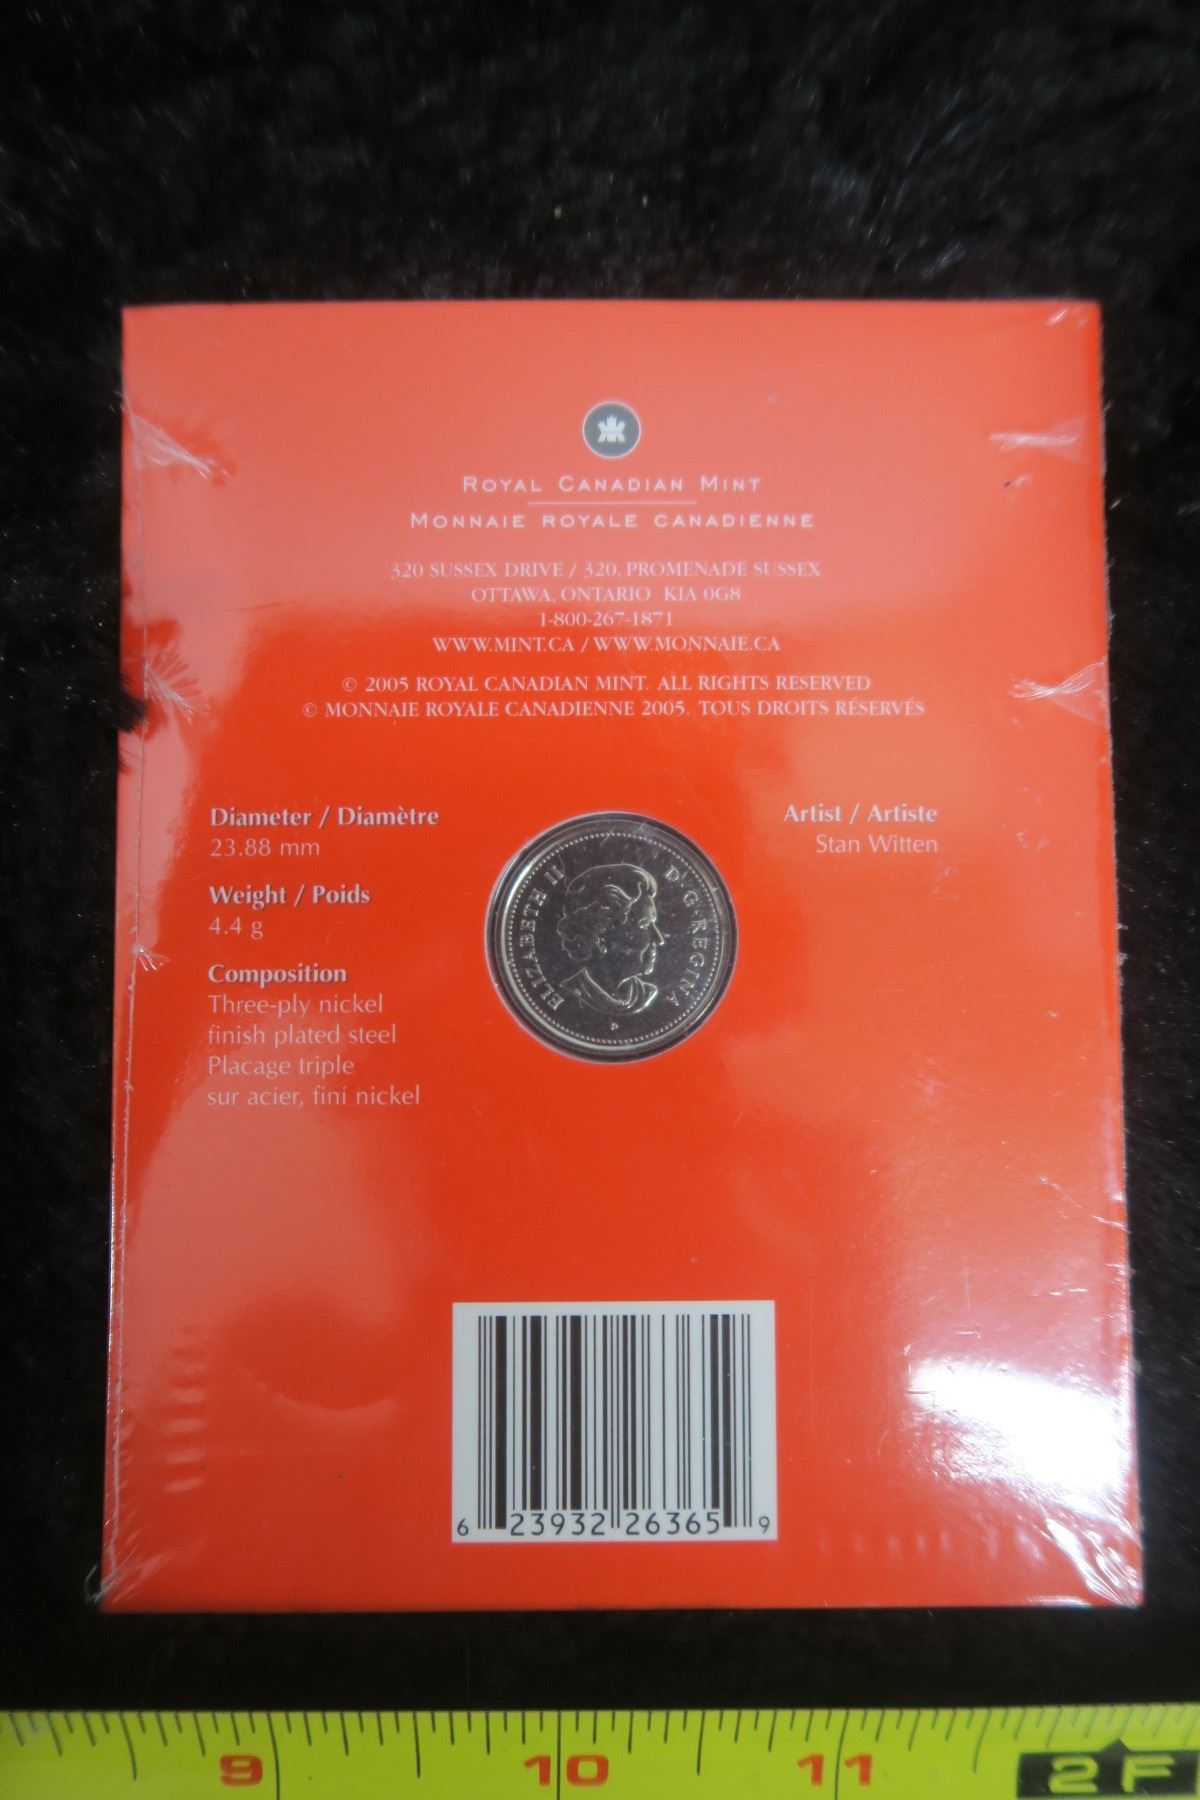 ROYAL CANADIAN MINT
MONNAIE ROYALE CANADIENNE
320 SUSSEX DRIVE / 320, PROMENADE SUSSEX
OTTAWA, ONTARIO K1A 0G8
1-800-267-1871
WWW.MINT.CA / WWW.MONNAIE.CA
© 2005 ROYAL CANADIAN MINT. ALL RIGHTS RESERVED
© MONNAIE ROYALE CANADIENNE 2005. TOUS DROITS RÉSERVÉS
Diameter / Diamètre
23.88 mm
Weight / Poids
4.4 g
Composition
Three-ply nickel
finish plated steel
Placage triple
sur acier, fini nickel
ELIZABETH II D·G·REGINA
P
Artist / Artiste
Stan Witten
6 23932 26365 9
9 10 11 2F